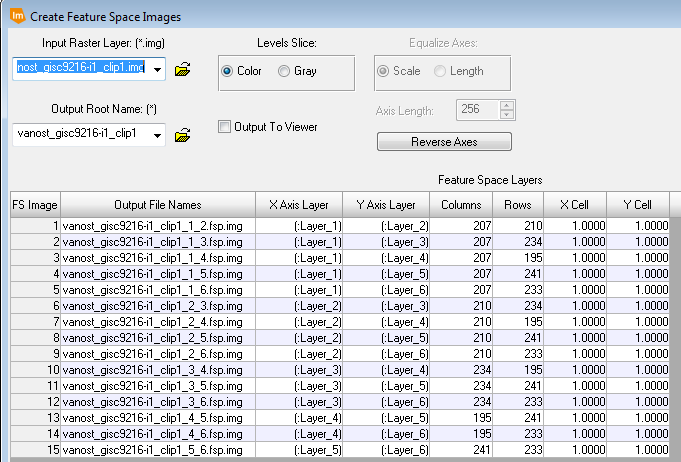 Im Create Feature Space Images
Input Raster Layer: (*.img) Levels Slice: Equalize Axes:
nost_gisc9216-i1_clip1.img Color Gray Scale Length
Output Root Name: (*) Axis Length: 256
vanost_gisc9216-i1_clip1 Output To Viewer Reverse Axes
Feature Space Layers
FS Image Output File Names X Axis Layer Y Axis Layer Columns Rows X Cell Y Cell
1 vanost_gisc9216-i1_clip1_1_2.fsp.img (:Layer_1) (:Layer_2) 207 210 1.0000 1.0000
2 vanost_gisc9216-i1_clip1_1_3.fsp.img (:Layer_1) (:Layer_3) 207 234 1.0000 1.0000
3 vanost_gisc9216-i1_clip1_1_4.fsp.img (:Layer_1) (:Layer_4) 207 195 1.0000 1.0000
4 vanost_gisc9216-i1_clip1_1_5.fsp.img (:Layer_1) (:Layer_5) 207 241 1.0000 1.0000
5 vanost_gisc9216-i1_clip1_1_6.fsp.img (:Layer_1) (:Layer_6) 207 233 1.0000 1.0000
6 vanost_gisc9216-i1_clip1_2_3.fsp.img (:Layer_2) (:Layer_3) 210 234 1.0000 1.0000
7 vanost_gisc9216-i1_clip1_2_4.fsp.img (:Layer_2) (:Layer_4) 210 195 1.0000 1.0000
8 vanost_gisc9216-i1_clip1_2_5.fsp.img (:Layer_2) (:Layer_5) 210 241 1.0000 1.0000
9 vanost_gisc9216-i1_clip1_2_6.fsp.img (:Layer_2) (:Layer_6) 210 233 1.0000 1.0000
10 vanost_gisc9216-i1_clip1_3_4.fsp.img (:Layer_3) (:Layer_4) 234 195 1.0000 1.0000
11 vanost_gisc9216-i1_clip1_3_5.fsp.img (:Layer_3) (:Layer_5) 234 241 1.0000 1.0000
12 vanost_gisc9216-i1_clip1_3_6.fsp.img (:Layer_3) (:Layer_6) 234 233 1.0000 1.0000
13 vanost_gisc9216-i1_clip1_4_5.fsp.img (:Layer_4) (:Layer_5) 195 241 1.0000 1.0000
14 vanost_gisc9216-i1_clip1_4_6.fsp.img (:Layer_4) (:Layer_6) 195 233 1.0000 1.0000
15 vanost_gisc9216-i1_clip1_5_6.fsp.img (:Layer_5) (:Layer_6) 241 233 1.0000 1.0000